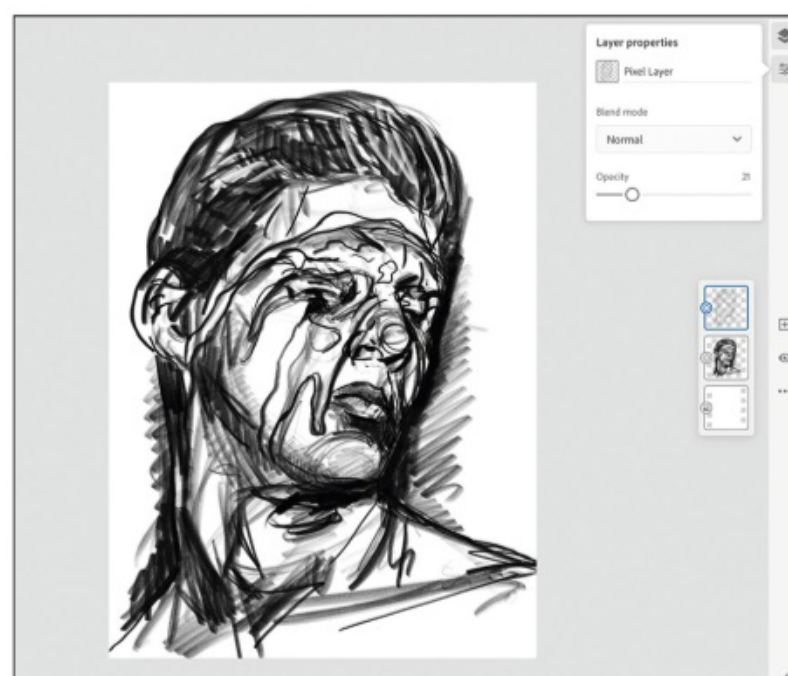 Layer properties
Pixel Layer
Blend mode
Normal
Opacity 21